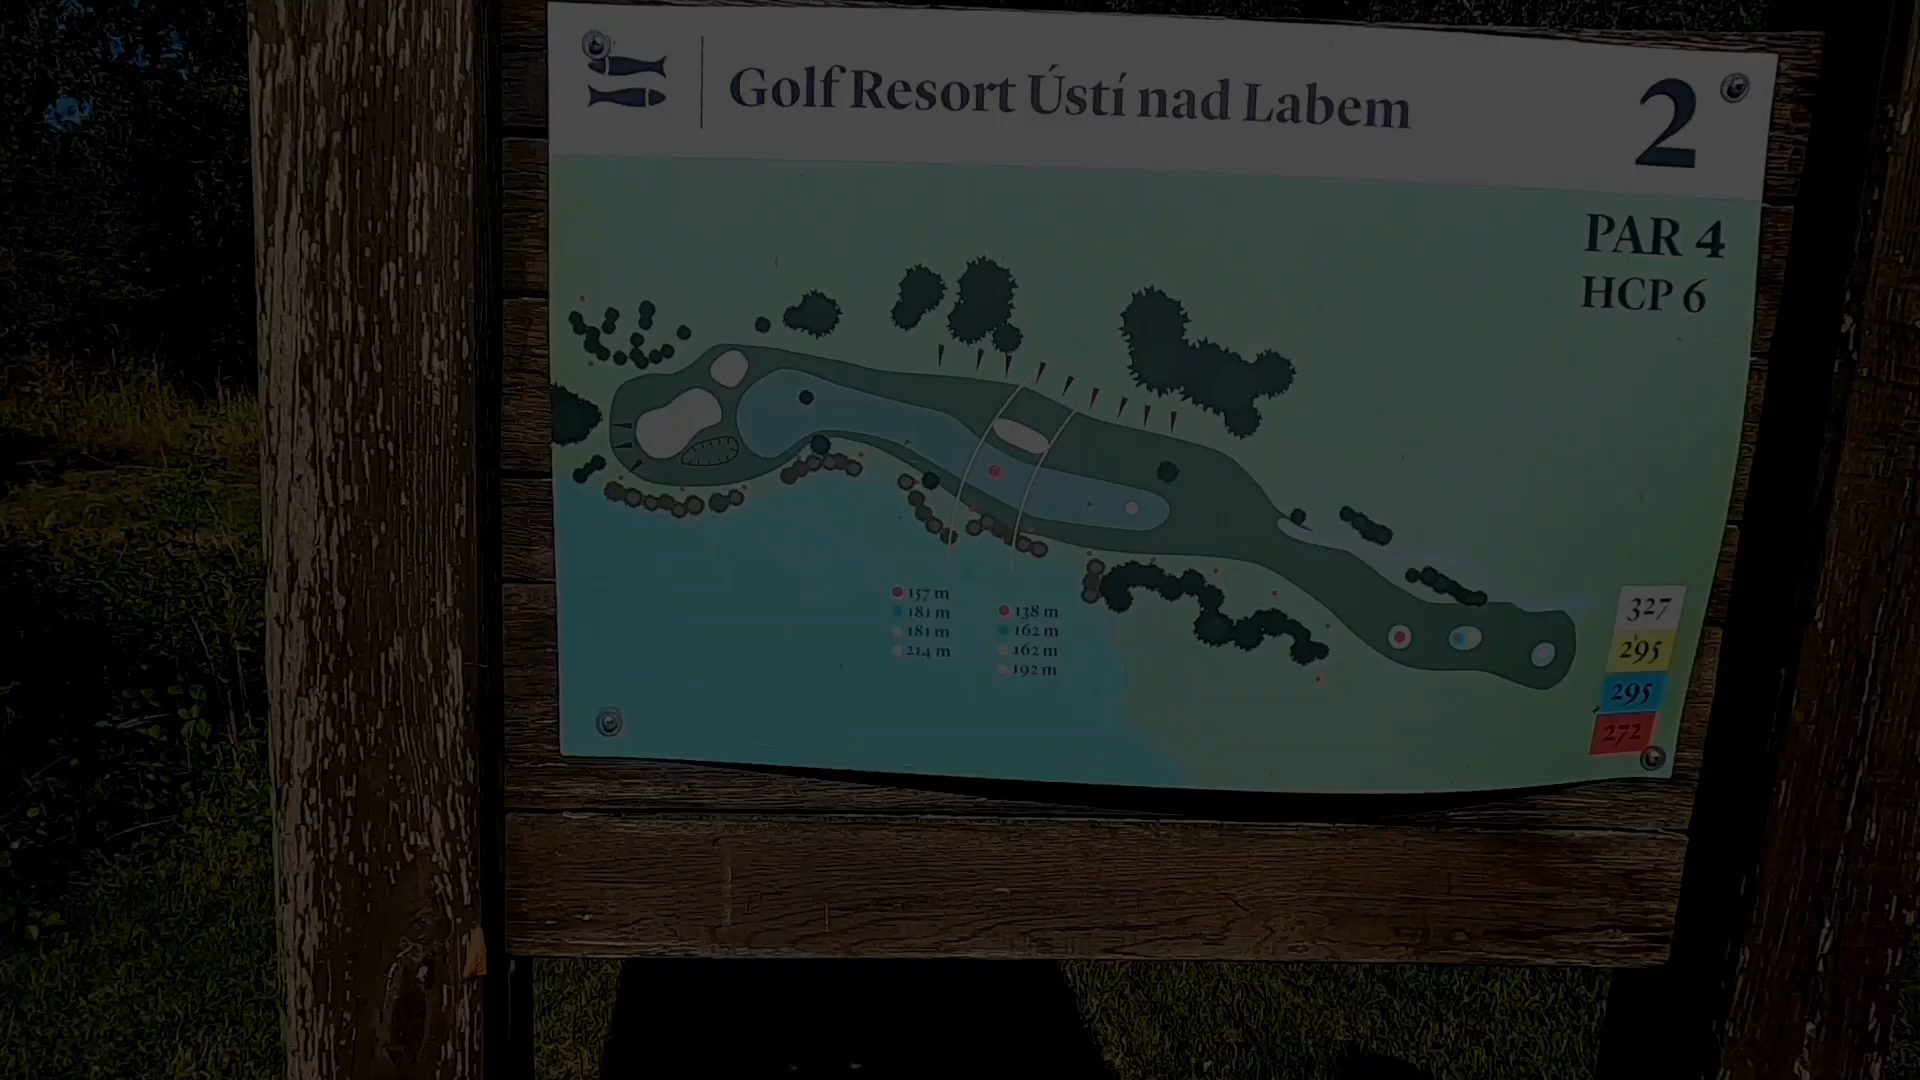 Golf Resort Ústí nad Labem
2
PAR 4
HCP 6
157 m
181 m
181 m
214 m
138 m
162 m
162 m
192 m
327
295
295
272